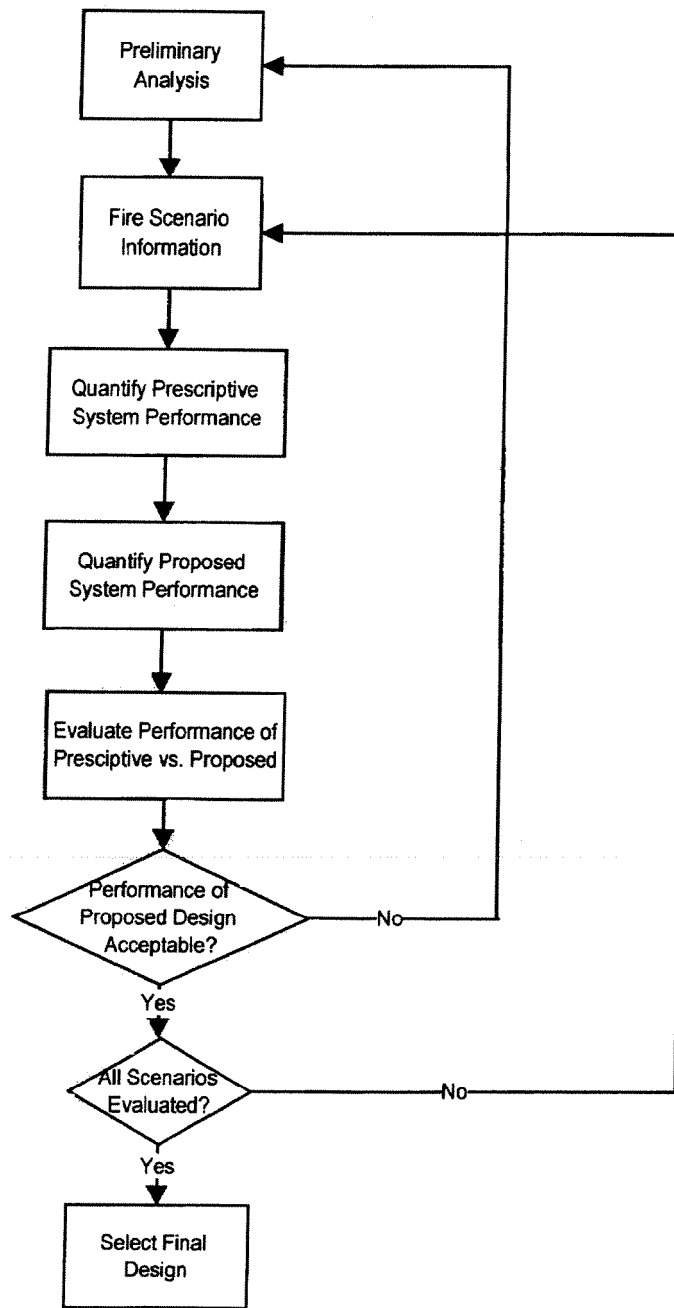 Preliminary
Analysis
Fire Scenario
Information
Quantify Prescriptive
System Performance
Quantify Proposed
System Performance
Evaluate Performance of
Presciptive vs. Proposed
Performance of
Proposed Design
Acceptable?
No
Yes
All Scenarios
Evaluated?
No
Yes
Select Final
Design